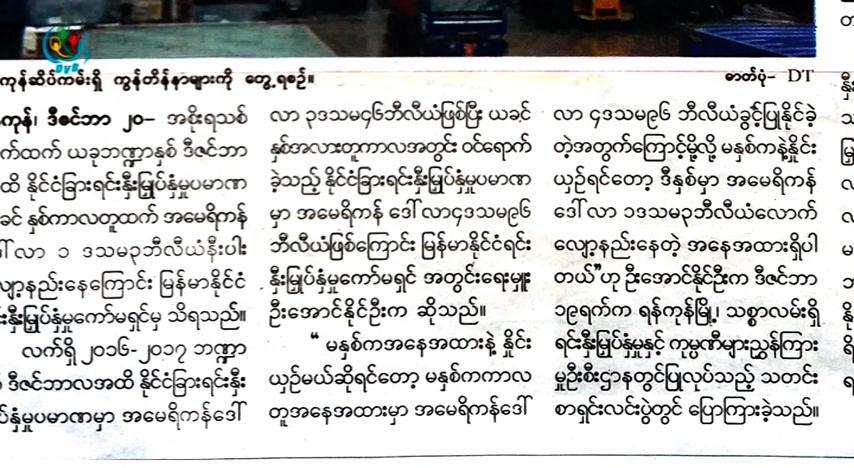 DVB
ကုန်ဆိပ်ကမ်းရှိ ကွန်တိန်နာများကို တွေ့ရစဉ်။
ဓာတ်ပုံ- DT
ကုန်၊ ဒီဇင်ဘာ ၂၀– အစိုးရသစ်
က်ထက် ယခုဘဏ္ဍာနှစ် ဒီဇင်ဘာ
ထိ နိုင်ငံခြားရင်းနှီးမြှုပ်နှံမှုပမာဏ
ခင် နှစ်ကာလတူထက် အမေရိကန်
ဒေါ်လာ ၁ ဒသမ၃ဘီလီယံနီးပါး
လျော့နည်းနေကြောင်း မြန်မာနိုင်ငံ
းနှီးမြှုပ်နှံမှုကော်မရှင်မှ သိရသည်။
လက်ရှိ ၂၀၁၆-၂၀၁၇ ဘဏ္ဍာ
ဒီဇင်ဘာလအထိ နိုင်ငံခြားရင်းနှီး
ပ်နှံမှုပမာဏမှာ အမေရိကန်ဒေါ်
လာ ၃ဒသမ၄၆ဘီလီယံဖြစ်ပြီး ယခင်
နှစ်အလားတူကာလအတွင်း ဝင်ရောက်
ခဲ့သည့် နိုင်ငံခြားရင်းနှီးမြှုပ်နှံမှုပမာဏ
မှာ အမေရိကန် ဒေါ်လာ၄ဒသမ၉၆
ဘီလီယံဖြစ်ကြောင်း မြန်မာနိုင်ငံရင်း
နှီးမြှုပ်နှံမှုကော်မရှင် အတွင်းရေးမှူး
ဦးအောင်နိုင်ဦးက ဆိုသည်။
“ မနှစ်ကအနေအထားနဲ့ နှိုင်း
ယှဉ်မယ်ဆိုရင်တော့ မနှစ်ကကာလ
တူအနေအထားမှာ အမေရိကန်ဒေါ်
လာ ၄ဒသမ၉၆ ဘီလီယံခွင့်ပြုနိုင်ခဲ့
တဲ့အတွက်ကြောင့်မို့လို့ မနှစ်ကနဲ့နှိုင်း
ယှဉ်ရင်တော့ ဒီနှစ်မှာ အမေရိကန်
ဒေါ်လာ ၁ဒသမ၃ဘီလီယံလောက်
လျော့နည်းနေတဲ့ အနေအထားရှိပါ
တယ်”ဟု ဦးအောင်နိုင်ဦးက ဒီဇင်ဘာ
၁၉ရက်က ရန်ကုန်မြို့၊ သစ္စာလမ်းရှိ
ရင်းနှီးမြှုပ်နှံမှုနှင့် ကုမ္ပဏီများညွှန်ကြား
မှုဦးစီးဌာနတွင်ပြုလုပ်သည့် သတင်း
စာရှင်းလင်းပွဲတွင် ပြောကြားခဲ့သည်။